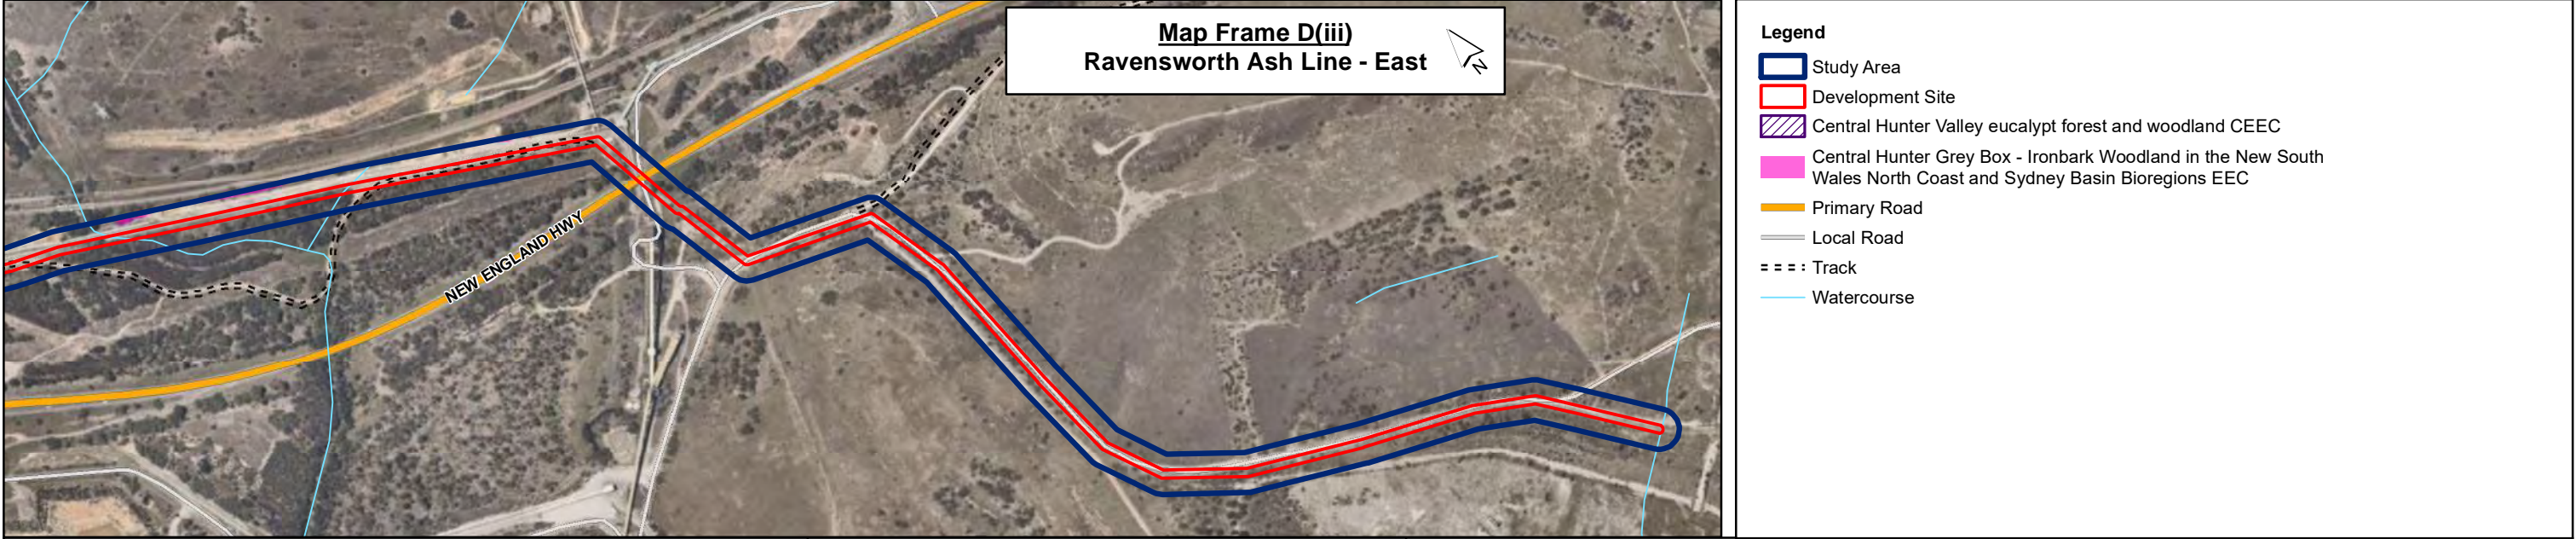 Map Frame D(iii)
Ravensworth Ash Line - East
N
NEW ENGLAND HWY
Legend
Study Area
Development Site
Central Hunter Valley eucalypt forest and woodland CEEC
Central Hunter Grey Box - Ironbark Woodland in the New South
Wales North Coast and Sydney Basin Bioregions EEC
Primary Road
Local Road
Track
Watercourse